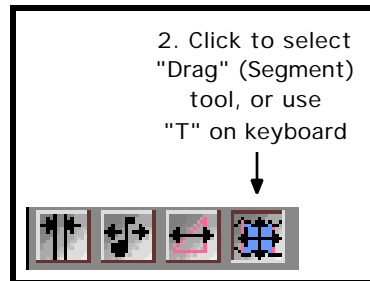 2. Click to select
"Drag" (Segment)
tool, or use
"T" on keyboard